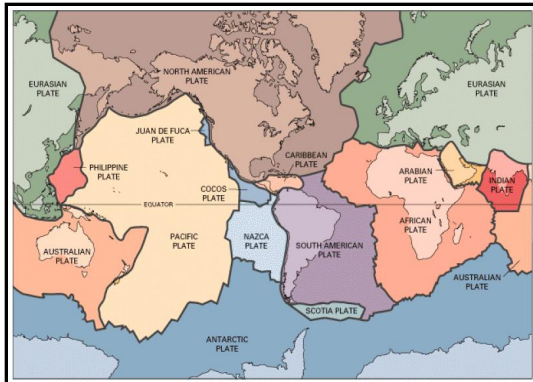 NORTH AMERICAN
PLATE
EURASIAN
PLATE
EURASIAN
PLATE
JUAN DE FUCA
PLATE
CARIBBEAN
PLATE
PHILIPPINE
PLATE
ARABIAN
PLATE
INDIAN
PLATE
COCOS
PLATE
EQUATOR
AFRICAN
PLATE
PACIFIC
PLATE
NAZCA
PLATE
SOUTH AMERICAN
PLATE
AUSTRALIAN
PLATE
AUSTRALIAN
PLATE
SCOTIA PLATE
ANTARCTIC
PLATE